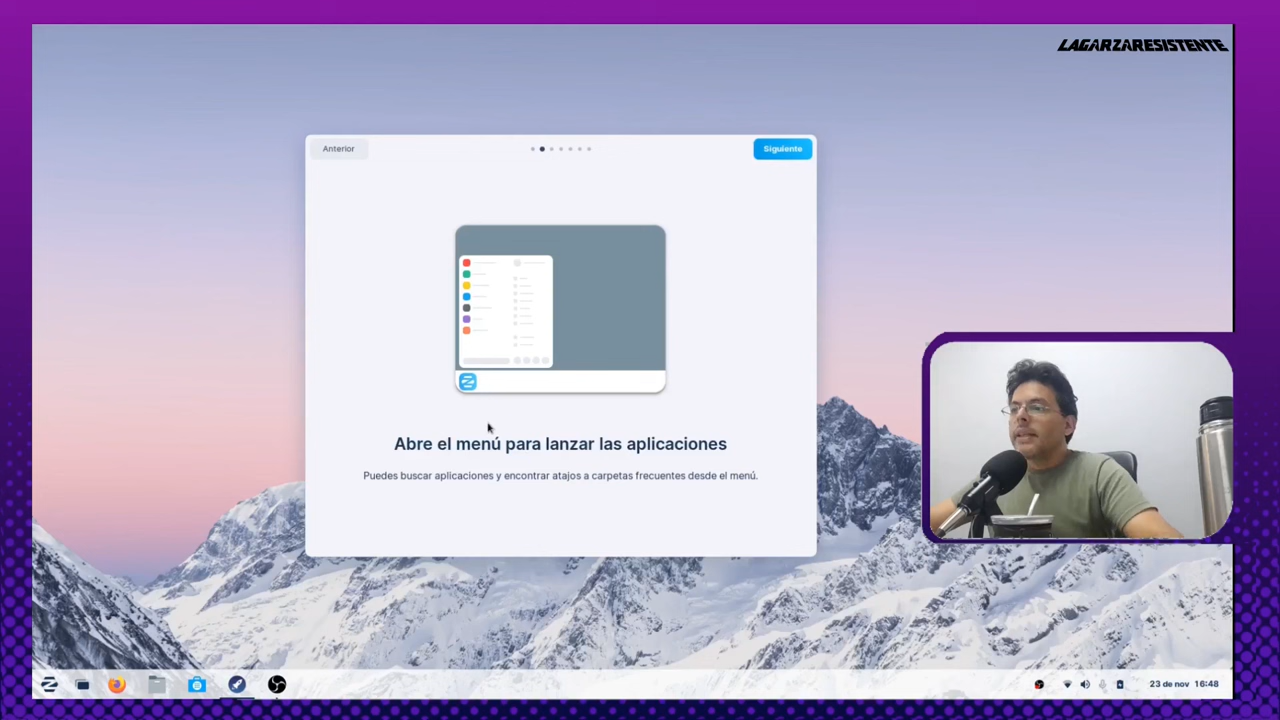 LAGARZARESISTENTE
Anterior
Siguiente
Abre el menú para lanzar las aplicaciones
Puedes buscar aplicaciones y encontrar atajos a carpetas frecuentes desde el menú.
23 de nov 16:48